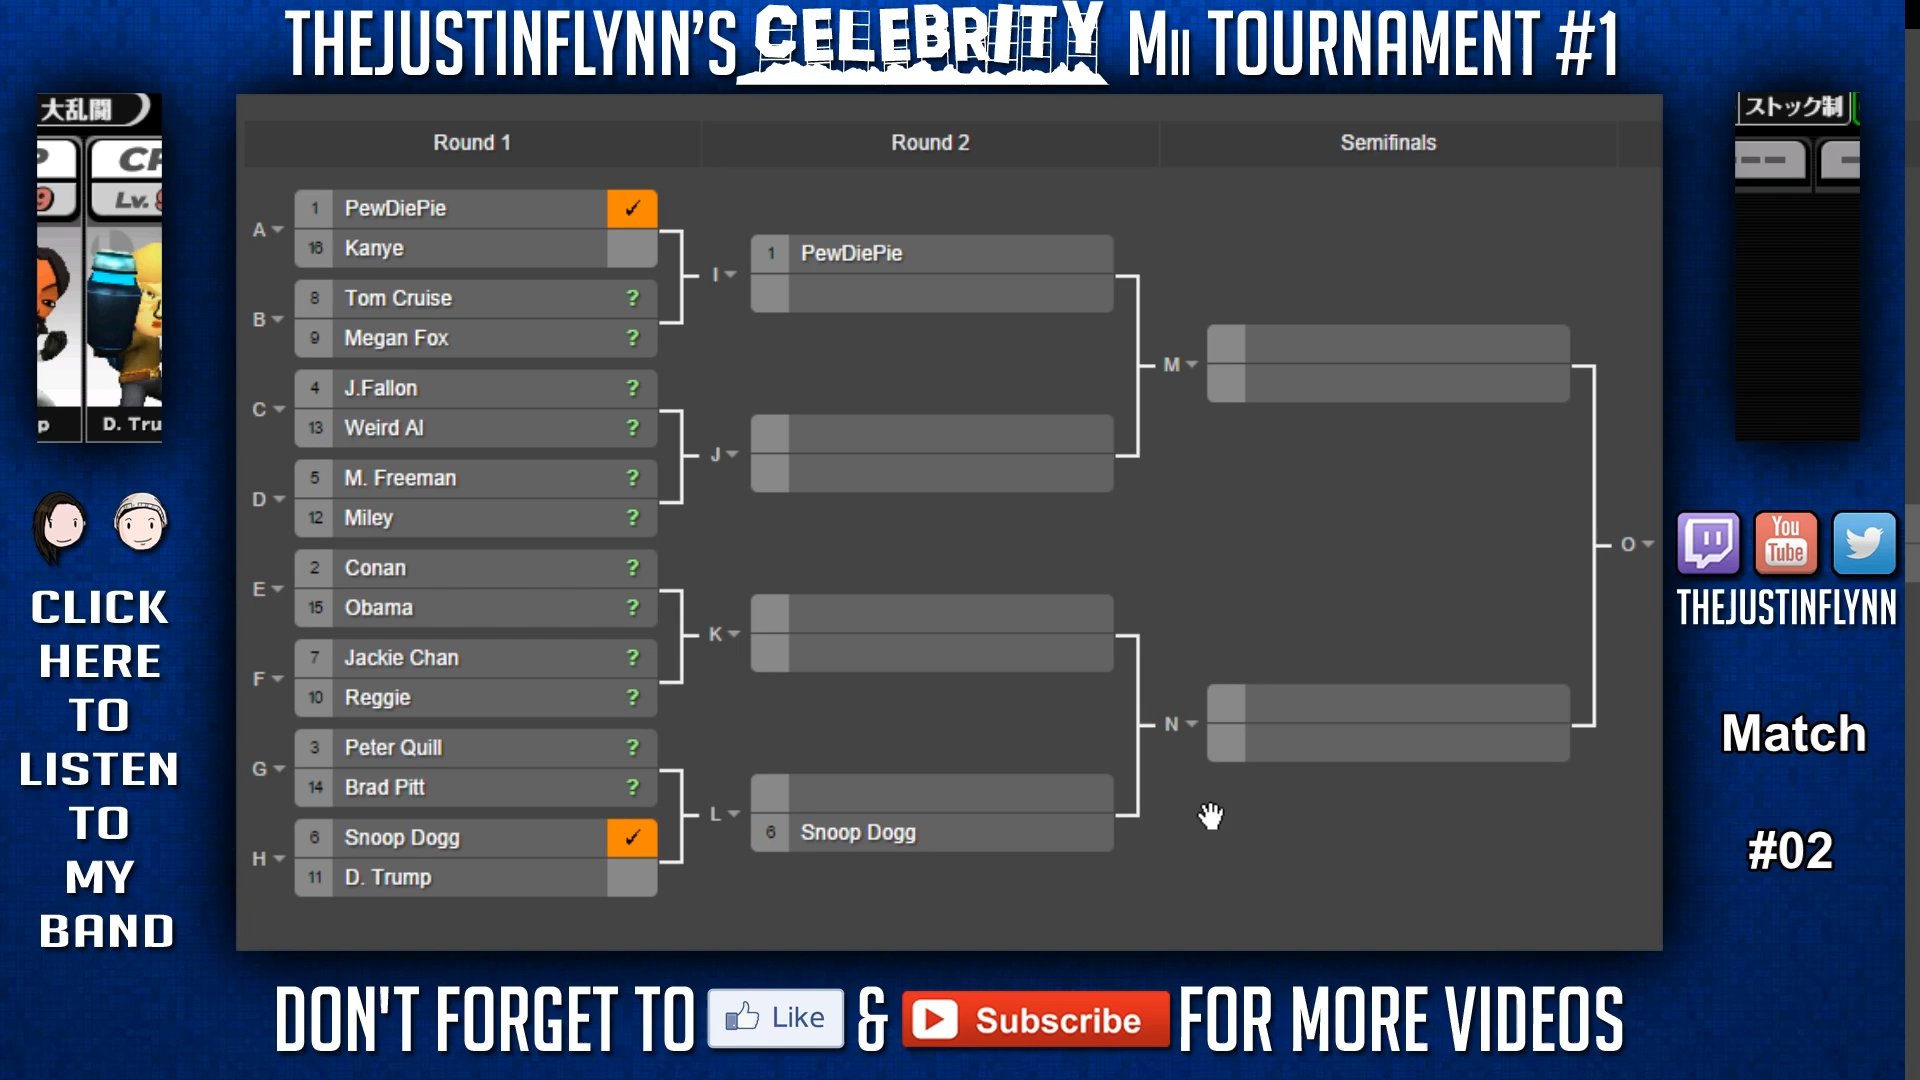 THEJUSTINFLYNN'S CELEBRITY Mii TOURNAMENT #1
大乱闘
CP
Lv.
9
D. Tru
p
ストック制
CLICK
HERE
TO
LISTEN
TO
MY
BAND
Round 1
Round 2
Semifinals
A
1 PewDiePie ✓
16 Kanye
B
8 Tom Cruise ?
9 Megan Fox ?
C
4 J.Fallon ?
13 Weird Al ?
D
5 M. Freeman ?
12 Miley ?
E
2 Conan ?
15 Obama ?
F
7 Jackie Chan ?
10 Reggie ?
G
3 Peter Quill ?
14 Brad Pitt ?
H
6 Snoop Dogg ✓
11 D. Trump
I
1 PewDiePie
J
K
L
6 Snoop Dogg
M
N
O
You
Tube
THEJUSTINFLYNN
Match
#02
DON'T FORGET TO Like & Subscribe FOR MORE VIDEOS